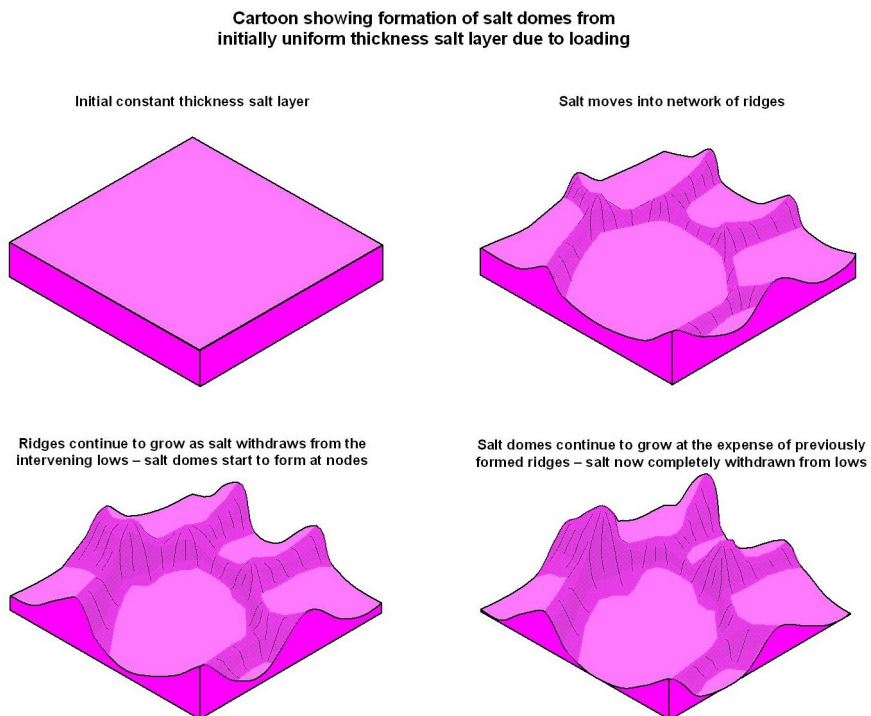 Cartoon showing formation of salt domes from
initially uniform thickness salt layer due to loading
Initial constant thickness salt layer
Salt moves into network of ridges
Ridges continue to grow as salt withdraws from the
intervening lows – salt domes start to form at nodes
Salt domes continue to grow at the expense of previously
formed ridges – salt now completely withdrawn from lows